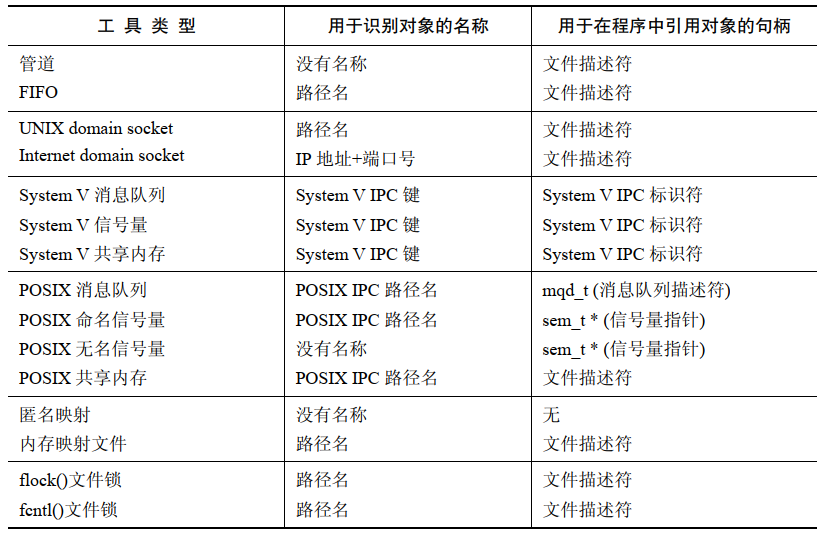 工 具 类 型 用于识别对象的名称 用于在程序中引用对象的句柄
管道 没有名称 文件描述符
FIFO 路径名 文件描述符
UNIX domain socket 路径名 文件描述符
Internet domain socket IP 地址+端口号 文件描述符
System V 消息队列 System V IPC 键 System V IPC 标识符
System V 信号量 System V IPC 键 System V IPC 标识符
System V 共享内存 System V IPC 键 System V IPC 标识符
POSIX 消息队列 POSIX IPC 路径名 mqd_t (消息队列描述符)
POSIX 命名信号量 POSIX IPC 路径名 sem_t * (信号量指针)
POSIX 无名信号量 没有名称 sem_t * (信号量指针)
POSIX 共享内存 POSIX IPC 路径名 文件描述符
匿名映射 没有名称 无
内存映射文件 路径名 文件描述符
flock()文件锁 路径名 文件描述符
fcntl()文件锁 路径名 文件描述符